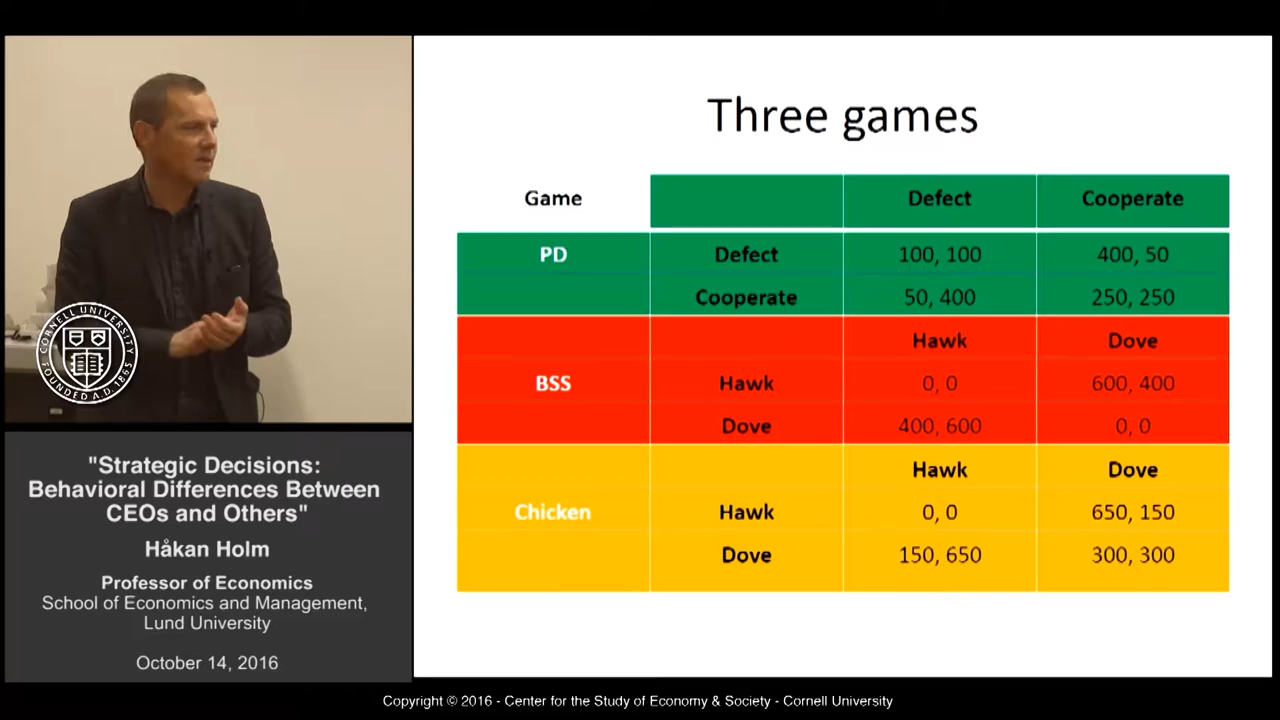 Three games
Game Defect Cooperate
PD Defect 100, 100 400, 50
Cooperate 50, 400 250, 250
Hawk Dove
BSS Hawk 0, 0 600, 400
Dove 400, 600 0, 0
Hawk Dove
Chicken Hawk 0, 0 650, 150
Dove 150, 650 300, 300
CORNELL UNIVERSITY
FOUNDED A.D. 1865
"Strategic Decisions:
Behavioral Differences Between
CEOs and Others"
Håkan Holm
Professor of Economics
School of Economics and Management,
Lund University
October 14, 2016
Copyright © 2016 - Center for the Study of Economy & Society - Cornell University